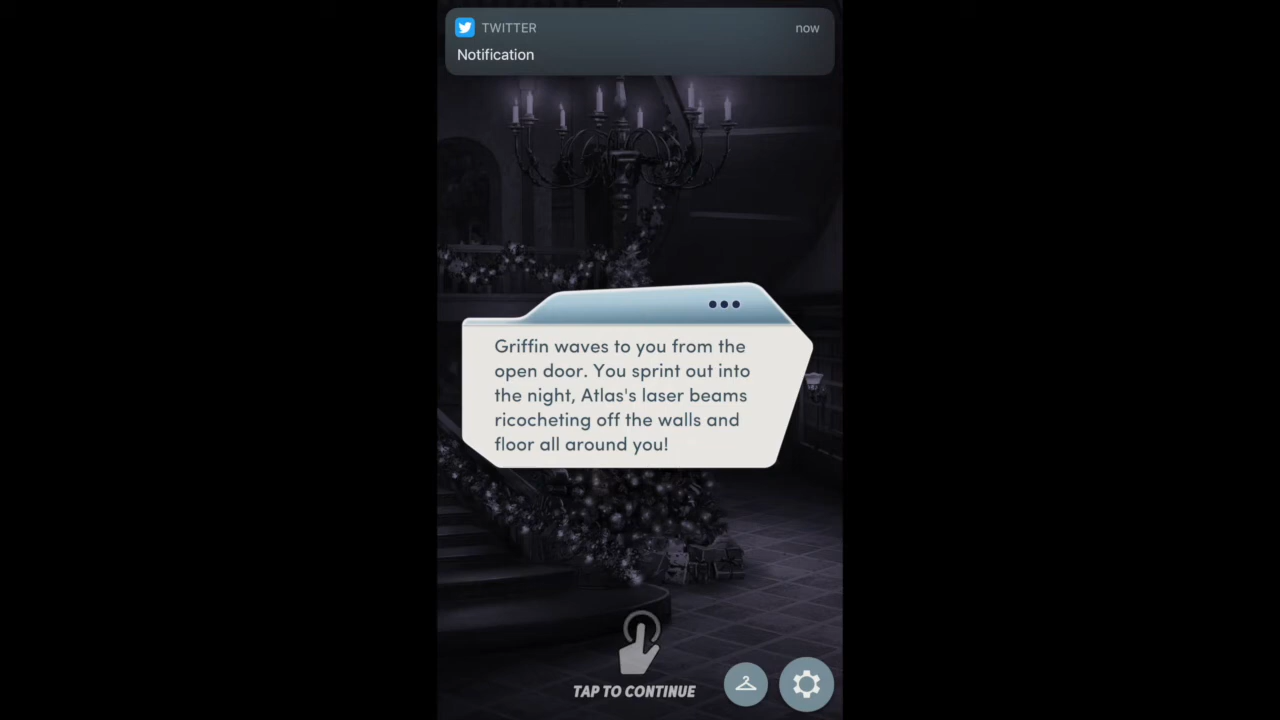 TWITTER now
Notification
Griffin waves to you from the
open door. You sprint out into
the night, Atlas's laser beams
ricocheting off the walls and
floor all around you!
TAP TO CONTINUE